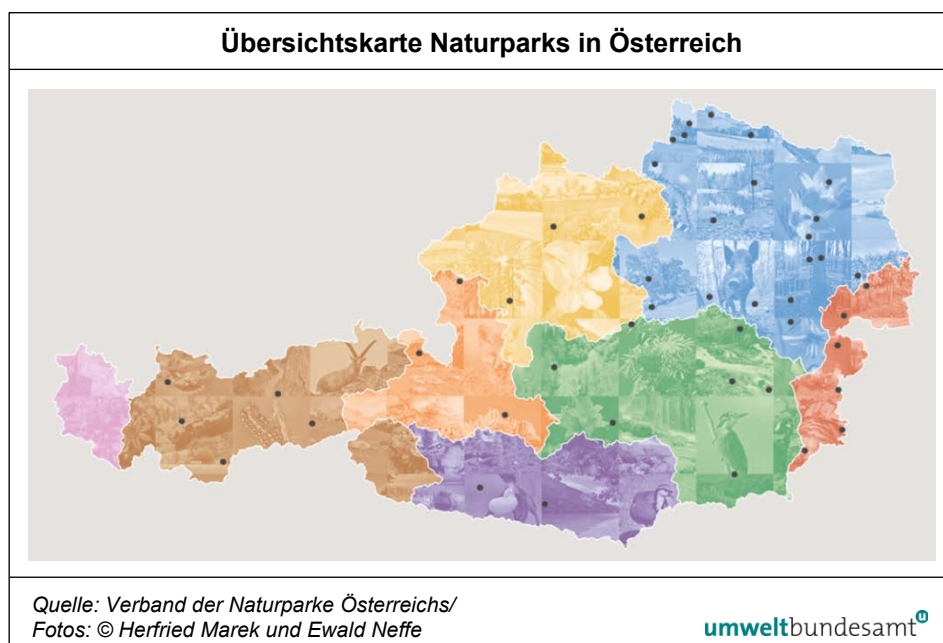 Übersichtskarte Naturparks in Österreich
Quelle: Verband der Naturparke Österreichs/
Fotos: © Herfried Marek und Ewald Neffe
umweltbundesamt
u